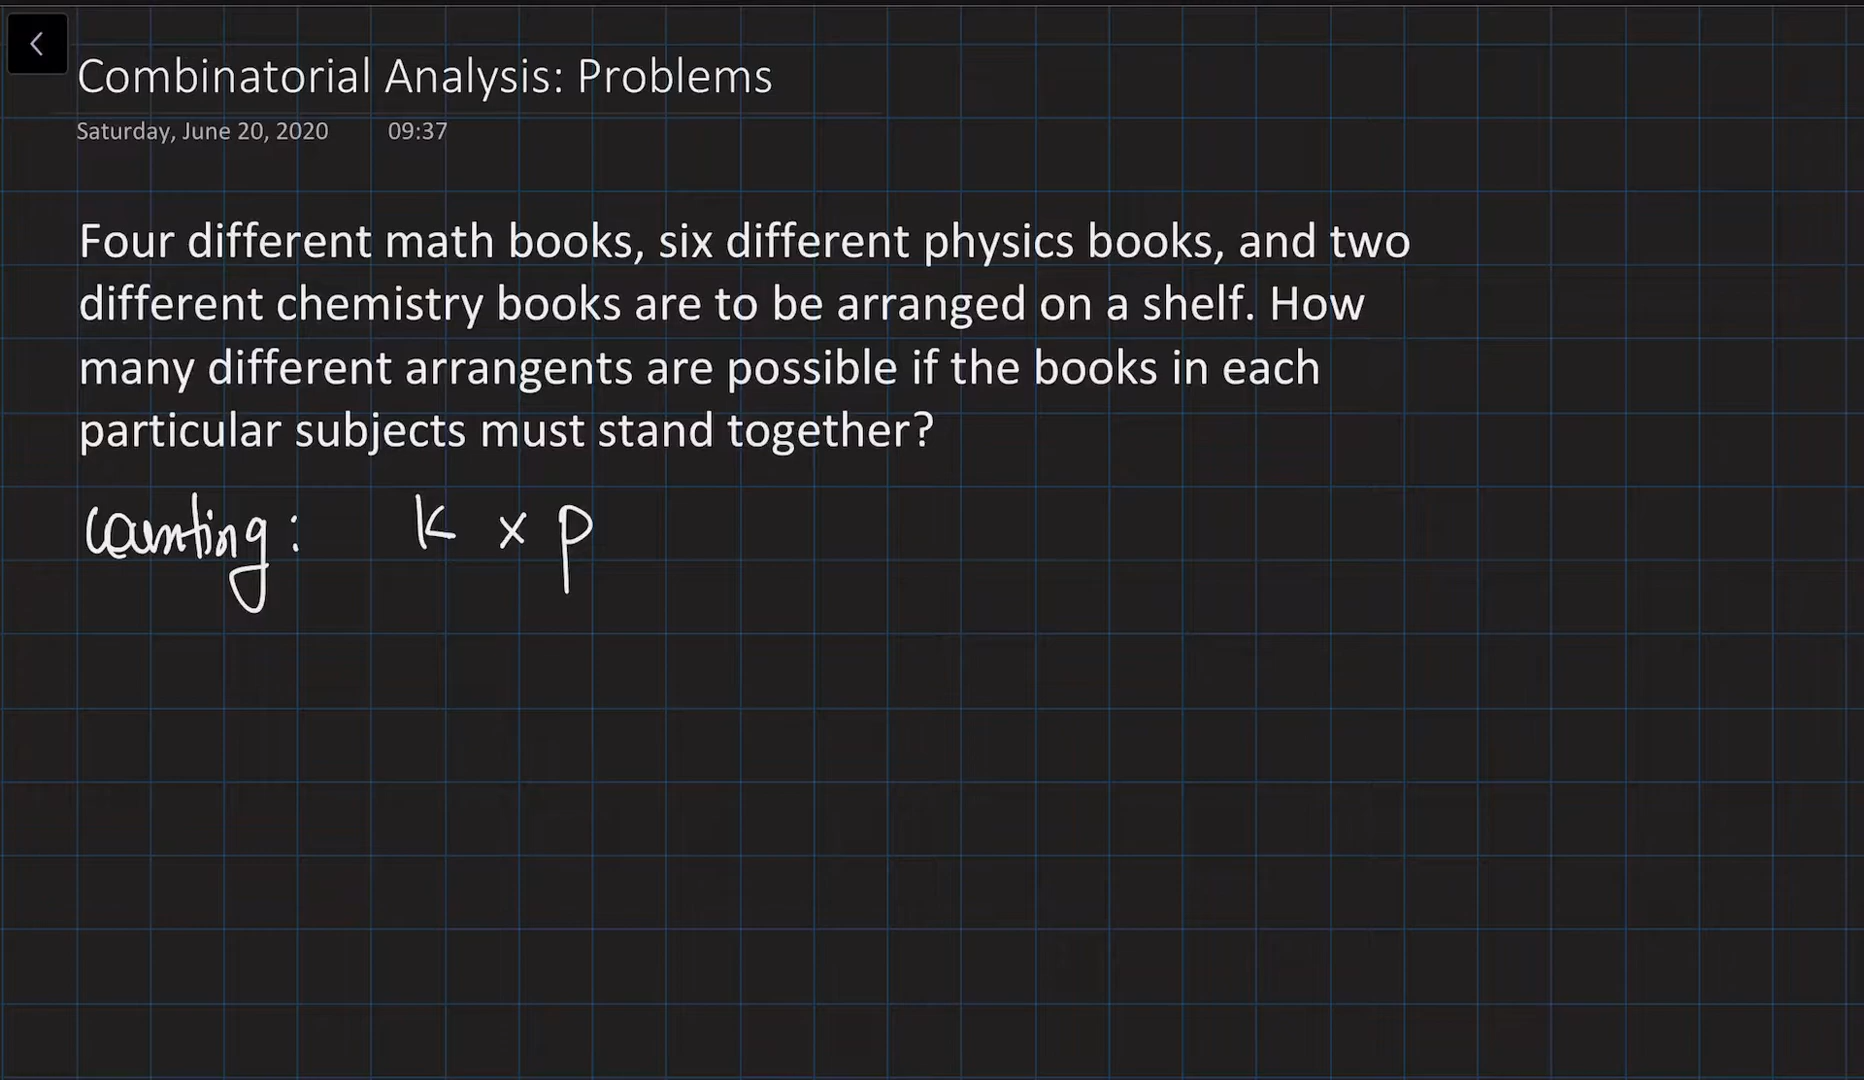 Combinatorial Analysis: Problems
Saturday, June 20, 2020 09:37
Four different math books, six different physics books, and two
different chemistry books are to be arranged on a shelf. How
many different arrangents are possible if the books in each
particular subjects must stand together?
Counting: K x p